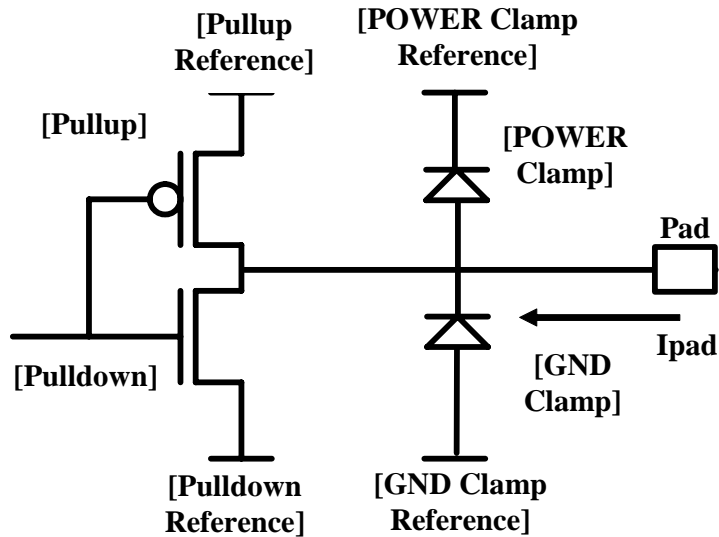 [Pullup
Reference]
[POWER Clamp
Reference]
[Pullup]
[POWER
Clamp]
Pad
[Pulldown]
Ipad
[GND
Clamp]
[Pulldown
Reference]
[GND Clamp
Reference]